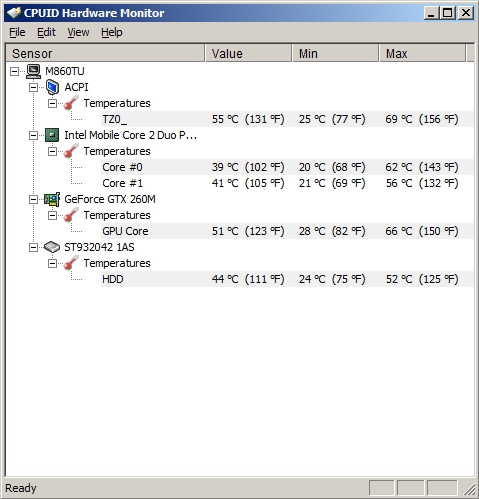 CPUID Hardware Monitor
File Edit View Help
Sensor Value Min Max
M860TU
ACPI
Temperatures
TZ0_ 55 °C (131 °F) 25 °C (77 °F) 69 °C (156 °F)
Intel Mobile Core 2 Duo P...
Temperatures
Core #0 39 °C (102 °F) 20 °C (68 °F) 62 °C (143 °F)
Core #1 41 °C (105 °F) 21 °C (69 °F) 56 °C (132 °F)
GeForce GTX 260M
Temperatures
GPU Core 51 °C (123 °F) 28 °C (82 °F) 66 °C (150 °F)
ST932042 1AS
Temperatures
HDD 44 °C (111 °F) 24 °C (75 °F) 52 °C (125 °F)
Ready